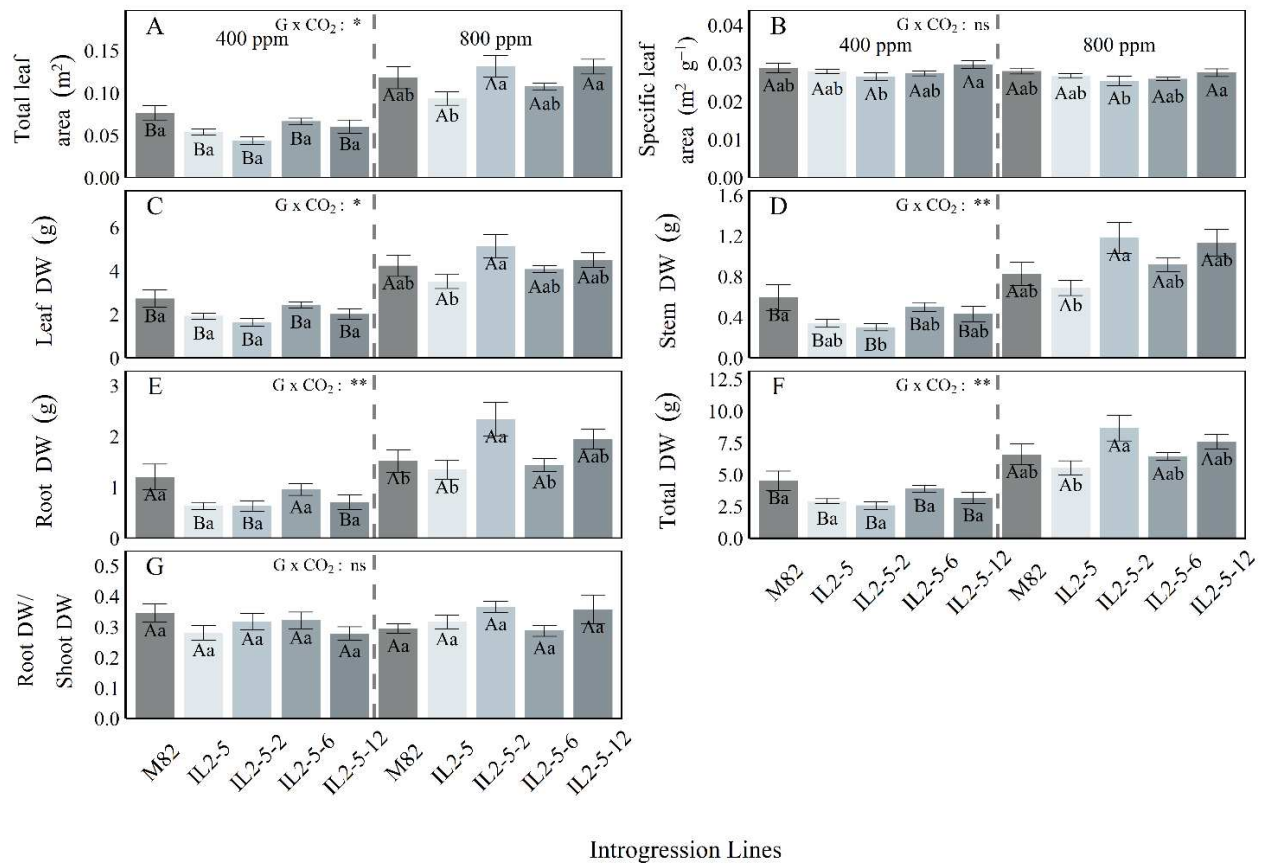 A
G x CO₂ : *
400 ppm
800 ppm
Total leaf
area (m²)
0.15
0.10
0.05
0.00
Ba
Ba
Ba
Ba
Ba
Aab
Ab
Aa
Aab
Aa
B
G x CO₂ : ns
400 ppm
800 ppm
Specific leaf
area (m² g⁻¹)
0.04
0.03
0.02
0.01
0.00
Aab
Aab
Ab
Aab
Aa
Aab
Aab
Ab
Aab
Aa
C
G x CO₂ : *
Leaf DW (g)
6
4
2
0
Ba
Ba
Ba
Ba
Ba
Aab
Ab
Aa
Aab
Aab
D
G x CO₂ : **
Stem DW (g)
1.6
1.2
0.8
0.4
0.0
Ba
Bab
Bb
Bab
Bab
Aab
Ab
Aa
Aab
Aa
E
G x CO₂ : **
Root DW (g)
3
2
1
0
Aa
Ba
Ba
Aa
Ba
Ab
Ab
Aa
Ab
Aab
F
G x CO₂ : **
Total DW (g)
12.5
10.0
7.5
5.0
2.5
0.0
Ba
Ba
Ba
Ba
Ba
Aab
Ab
Aa
Aab
Aab
M82
IL2-5
IL2-5-2
IL2-5-6
IL2-5-12
M82
IL2-5
IL2-5-2
IL2-5-6
IL2-5-12
G
G x CO₂ : ns
Root DW/
Shoot DW
0.5
0.4
0.3
0.2
0.1
0.0
Aa
Aa
Aa
Aa
Aa
Aa
Aa
Aa
Aa
Aa
M82
IL2-5
IL2-5-2
IL2-5-6
IL2-5-12
M82
IL2-5
IL2-5-2
IL2-5-6
IL2-5-12
Introgression Lines